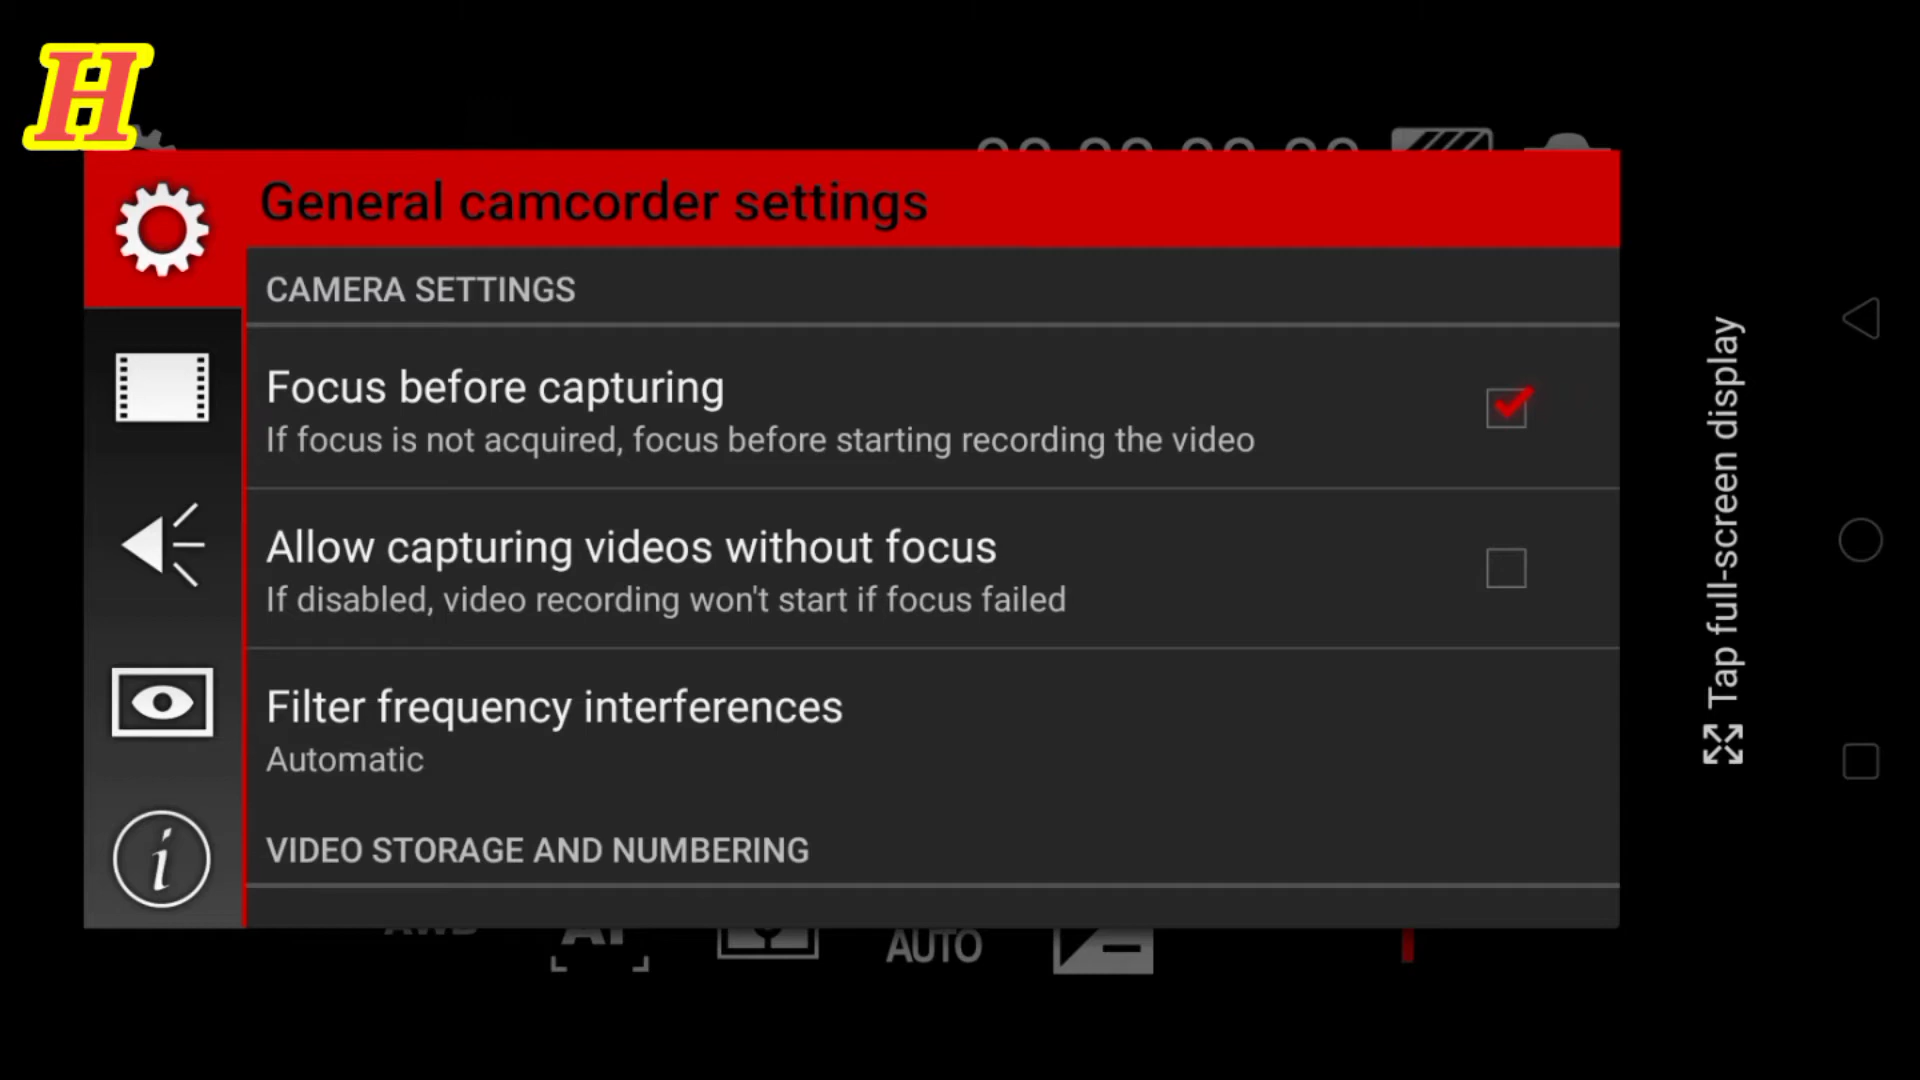 H
General camcorder settings
CAMERA SETTINGS
Focus before capturing
If focus is not acquired, focus before starting recording the video
Allow capturing videos without focus
If disabled, video recording won't start if focus failed
Filter frequency interferences
Automatic
VIDEO STORAGE AND NUMBERING
i
AUTO
Tap full-screen display